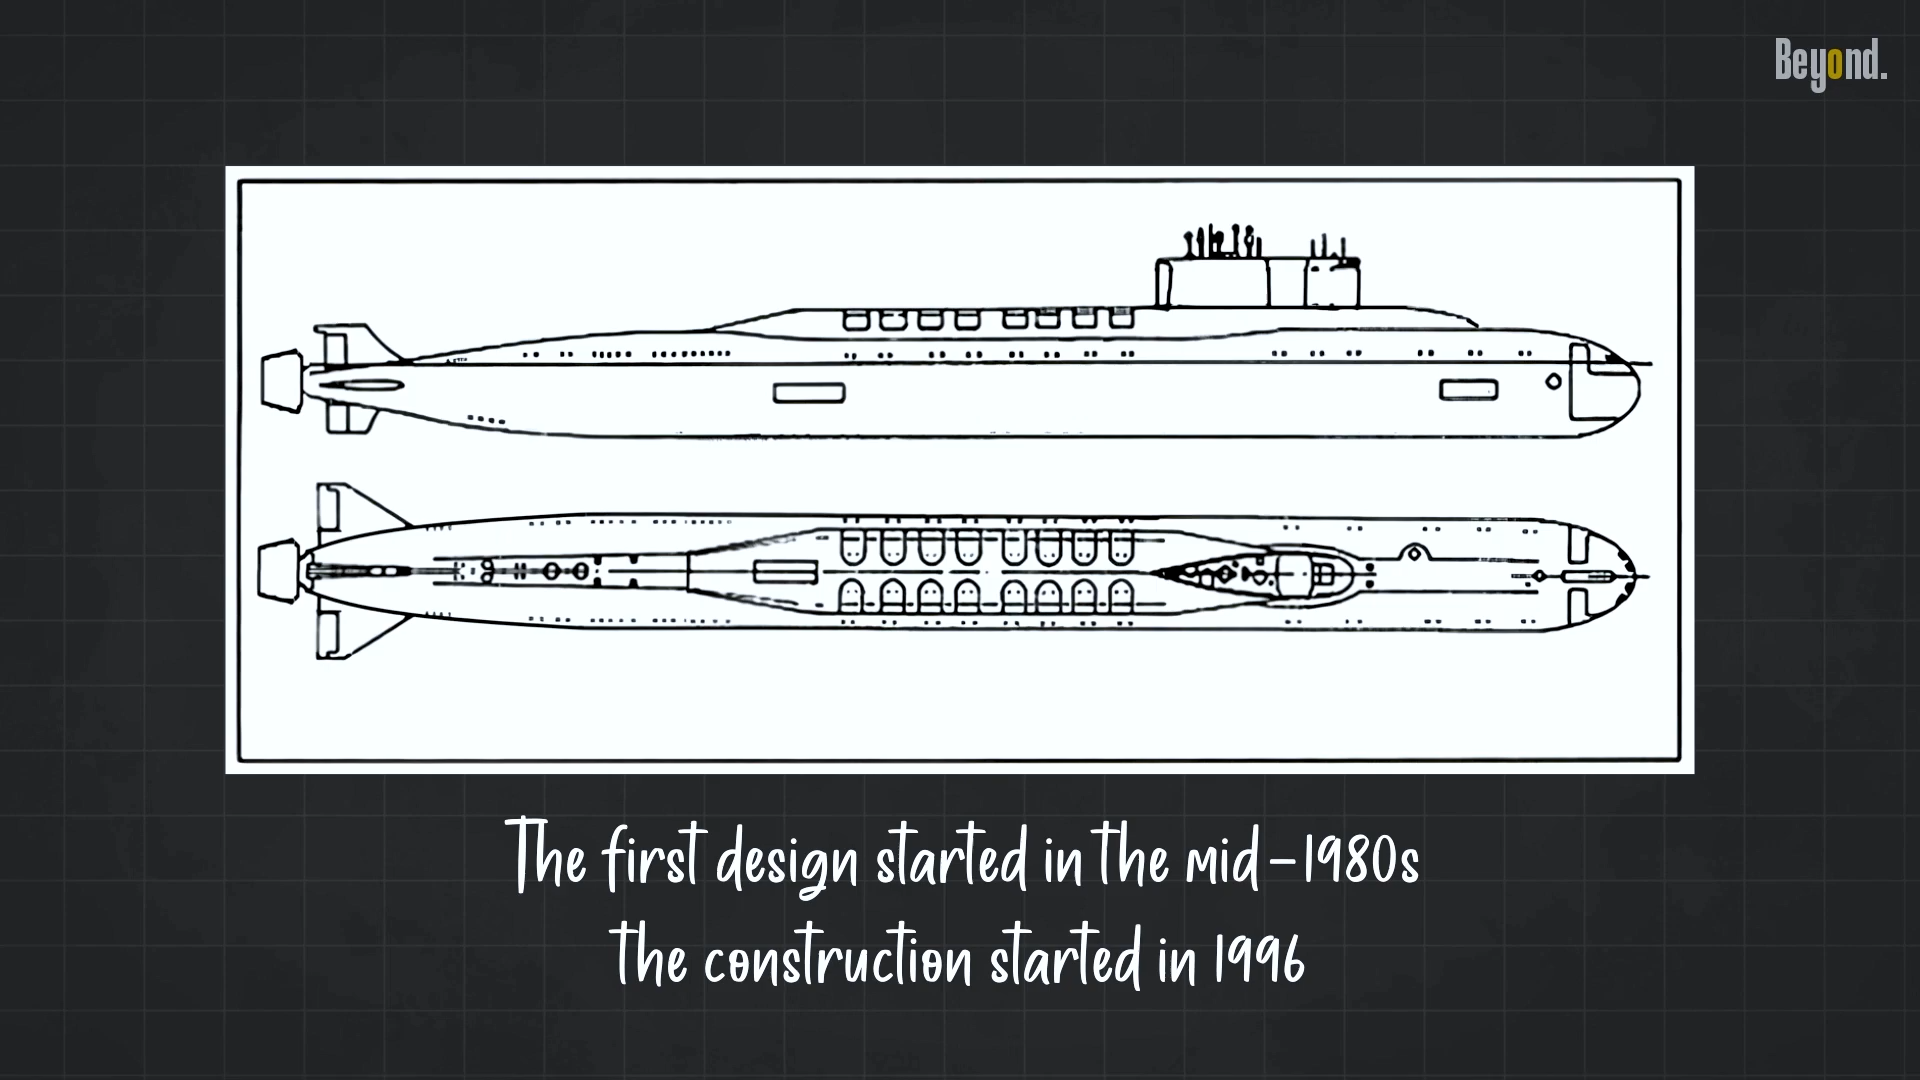 Beyond.
The first design started in the mid-1980s
the construction started in 1996